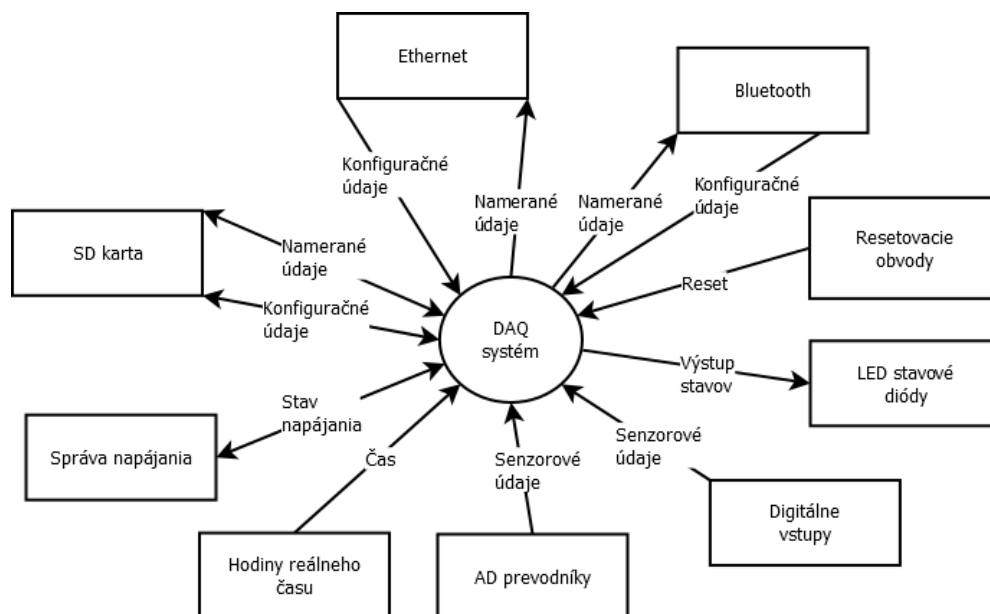 Ethernet
Bluetooth
Konfiguračné
údaje
Namerané
údaje
Namerané
údaje
Konfiguračné
údaje
SD karta
Namerané
údaje
Resetovacie
obvody
Reset
Konfiguračné
údaje
DAQ
systém
Výstup
stavov
LED stavové
diódy
Stav
napájania
Správa napájania
Čas
Senzorové
údaje
Senzorové
údaje
Digitálne
vstupy
Hodiny reálneho
času
AD prevodníky